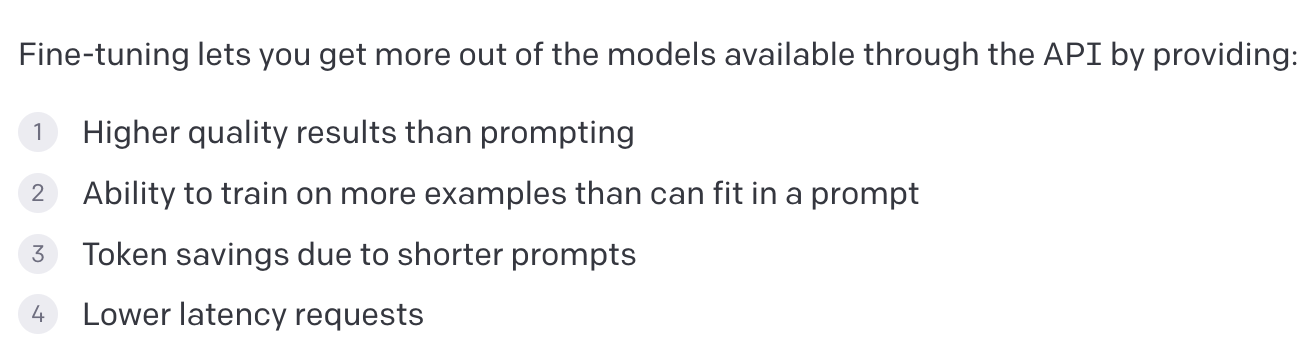 Fine-tuning lets you get more out of the models available through the API by providing:
1 Higher quality results than prompting
2 Ability to train on more examples than can fit in a prompt
3 Token savings due to shorter prompts
4 Lower latency requests